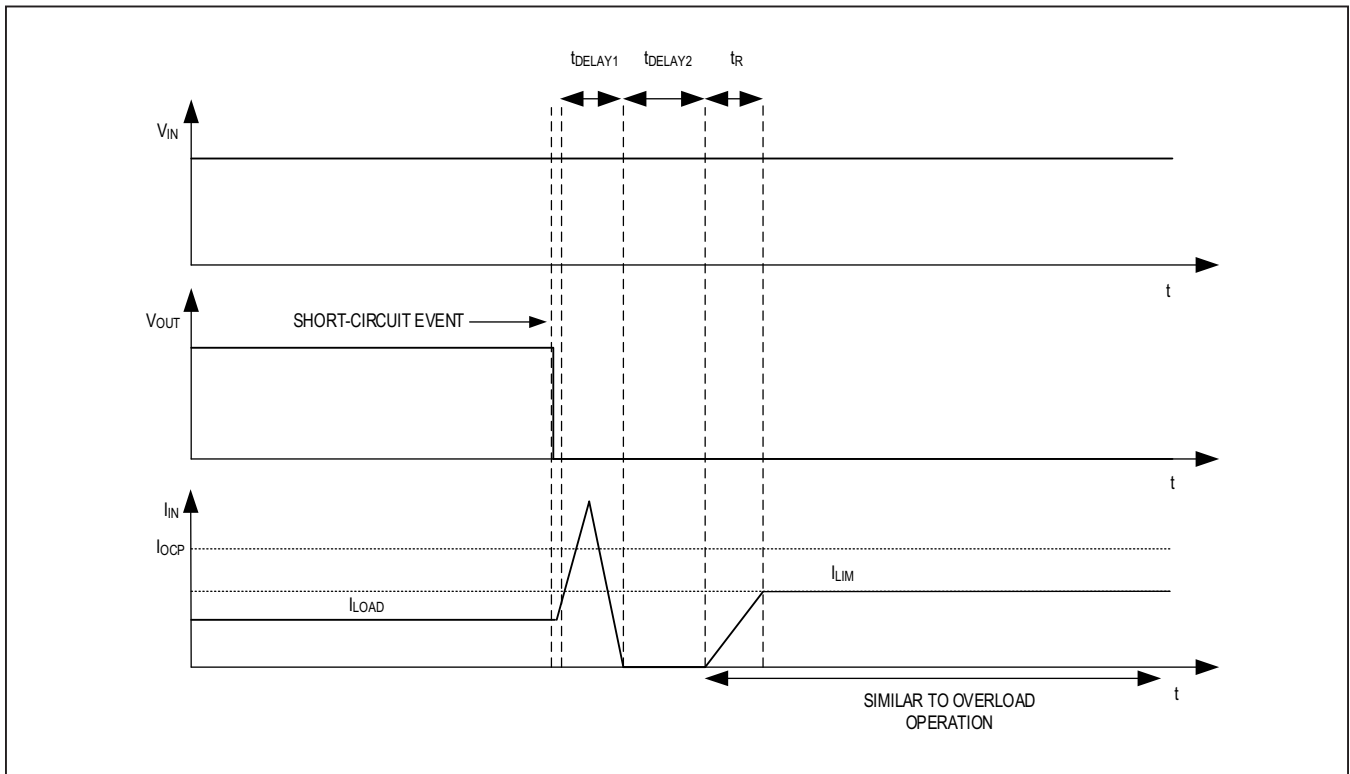 tDELAY1
tDELAY2
tR
VIN
t
VOUT
SHORT-CIRCUIT EVENT
t
IIN
IOCP
ILIM
ILOAD
t
SIMILAR TO OVERLOAD
OPERATION